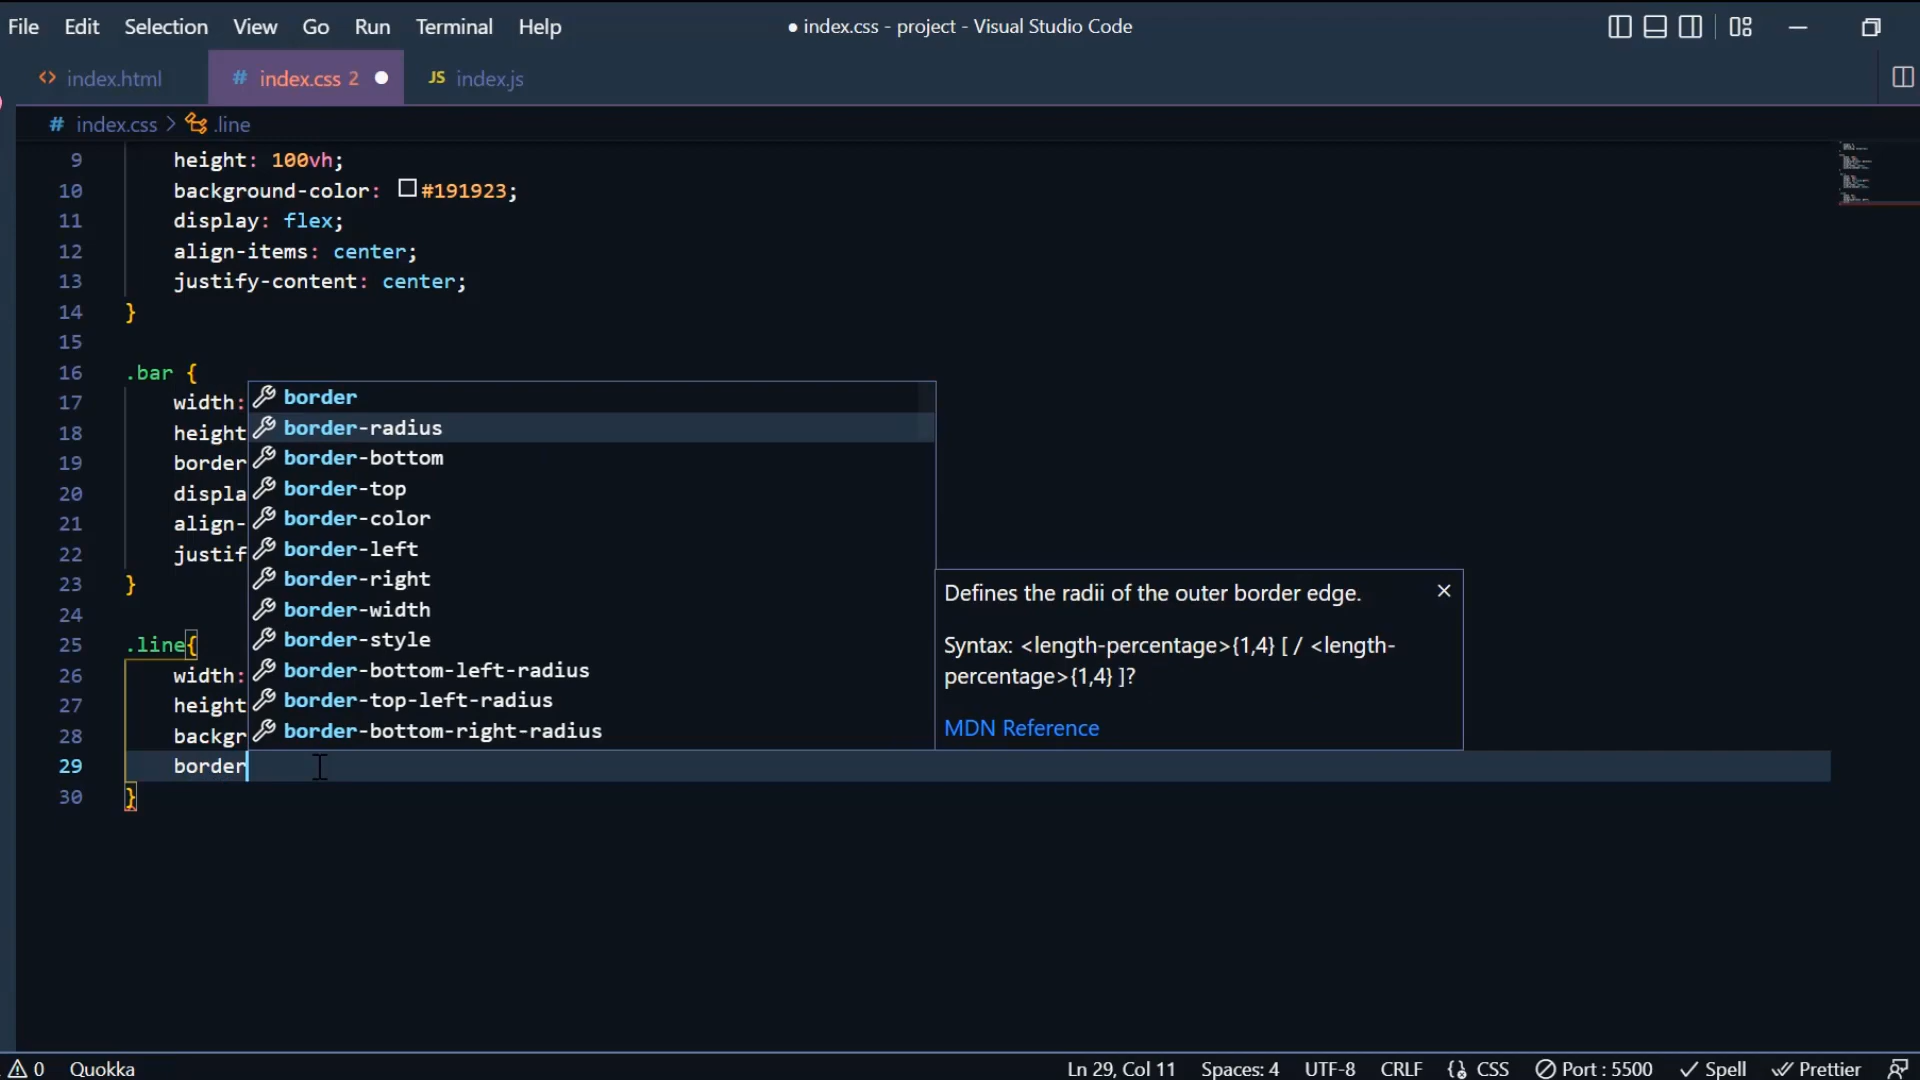 File Edit Selection View Go Run Terminal Help ● index.css - project - Visual Studio Code
<> index.html # index.css 2 ● JS index.js
# index.css > .line
9 height: 100vh;
10 background-color: #191923;
11 display: flex;
12 align-items: center;
13 justify-content: center;
14 }
15
16 .bar {
17 width:
18 height
19 border
20 displa
21 align-
22 justif
23 }
24
25 .line{
26 width:
27 height
28 backgr
29 border
30 }
border
border-radius
border-bottom
border-top
border-color
border-left
border-right
border-width
border-style
border-bottom-left-radius
border-top-left-radius
border-bottom-right-radius
Defines the radii of the outer border edge.
Syntax: <length-percentage>{1,4} [ / <length-
percentage>{1,4} ]?
MDN Reference
0 Quokka Ln 29, Col 11 Spaces: 4 UTF-8 CRLF CSS Port : 5500 Spell Prettier